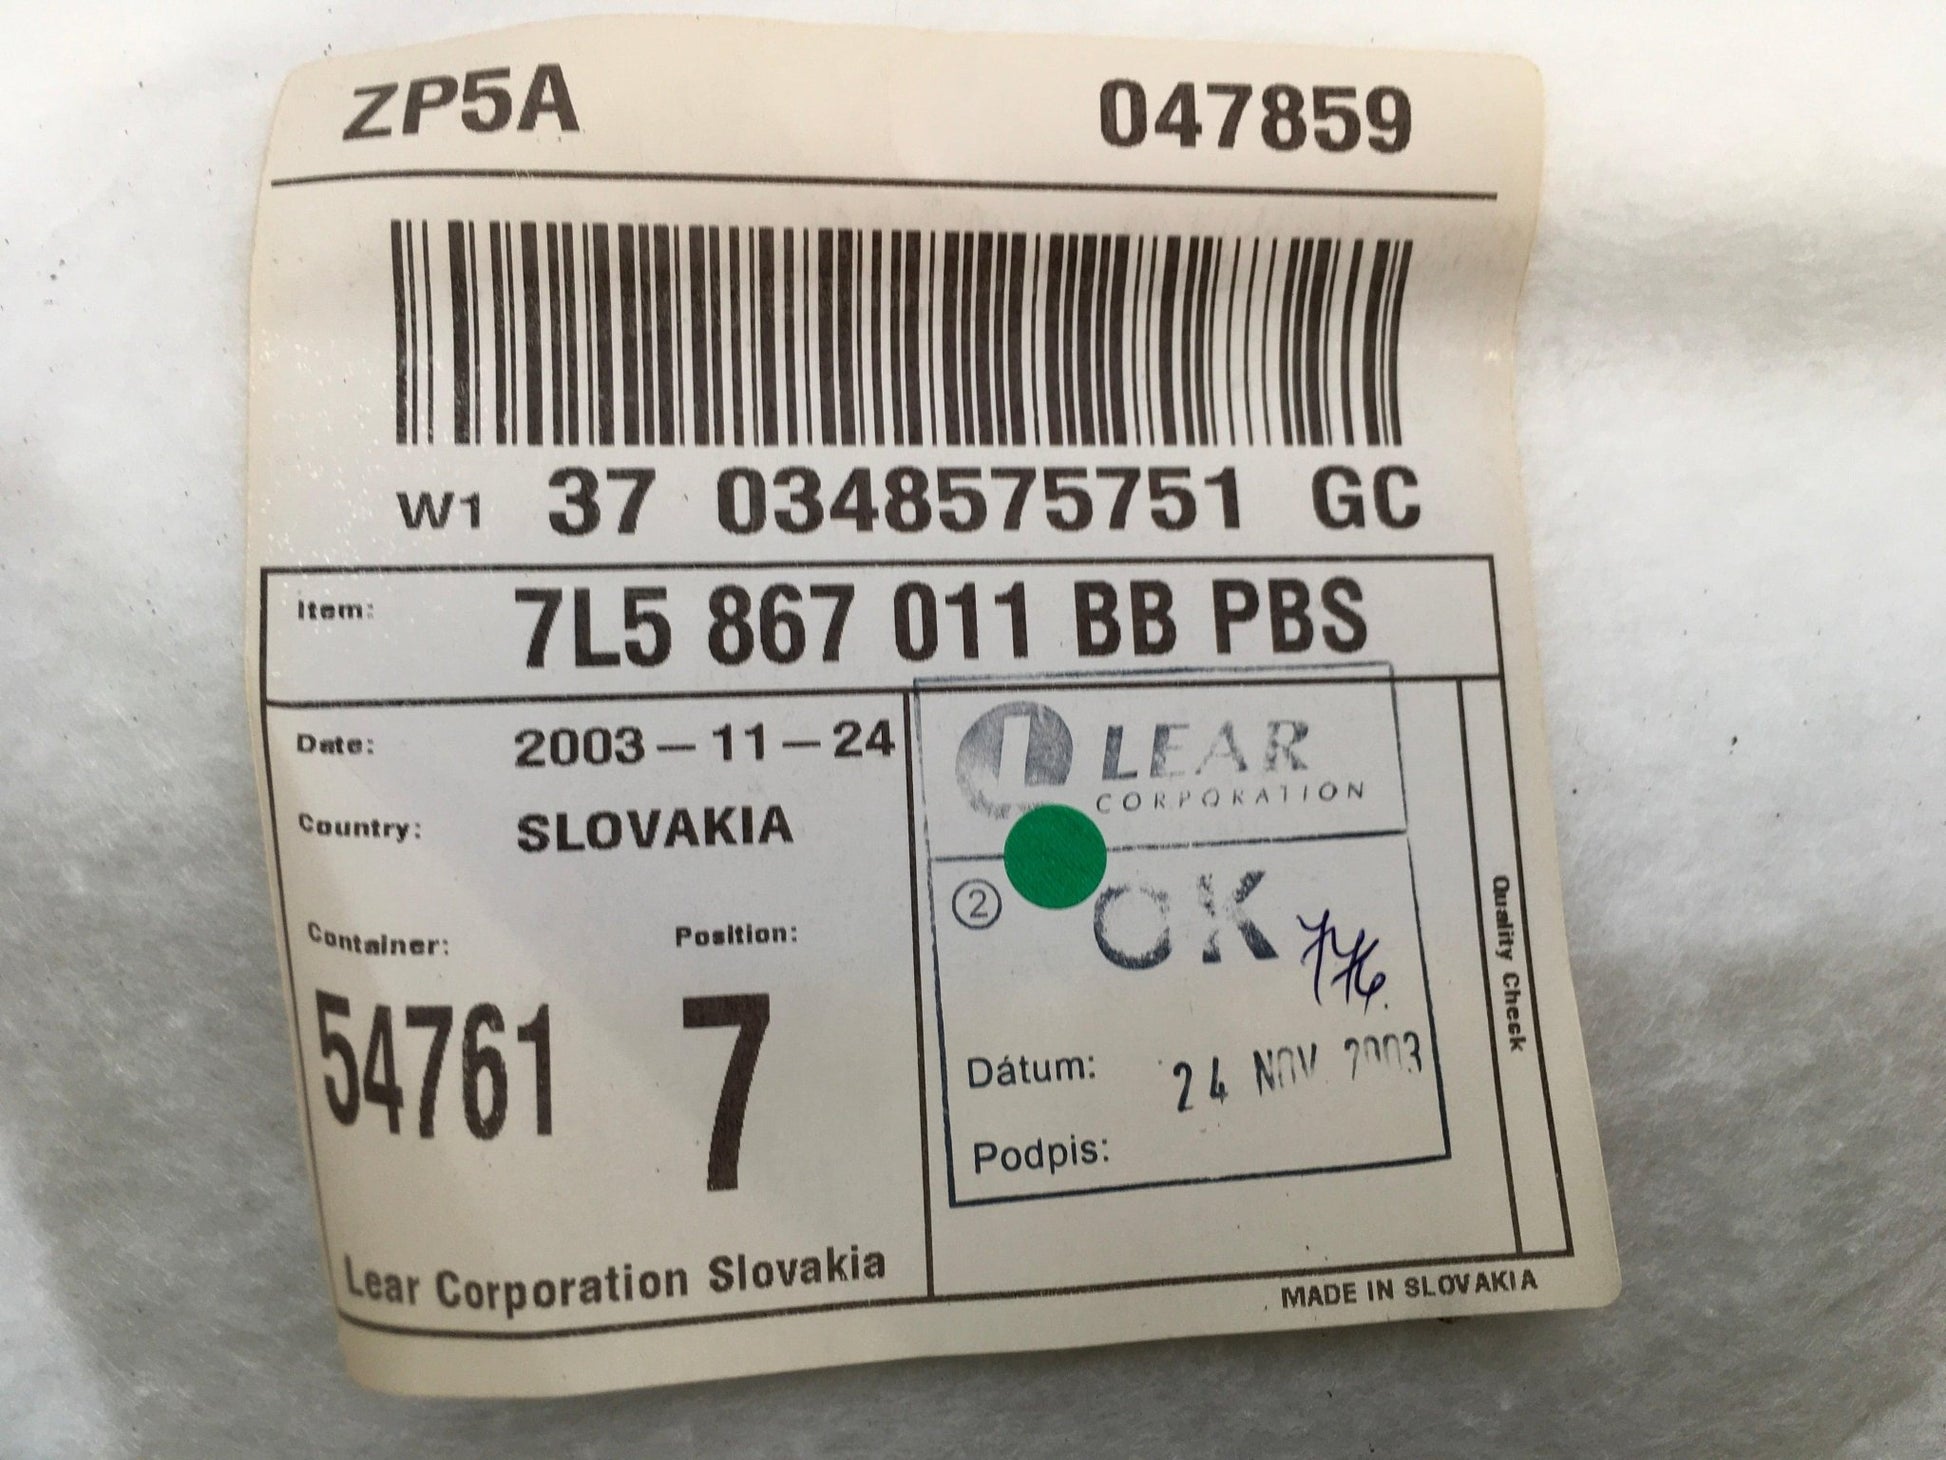 ZP5A 047859
W1 37 0348575751 GC
Item: 7L5 867 011 BB PBS
Date: 2003-11-24
Country: SLOVAKIA
Container: Position:
54761 7
Lear Corporation Slovakia
LEAR
CORPORATION
2 OK
Dátum: 24 NOV 2003
Podpis:
Quality Check
MADE IN SLOVAKIA